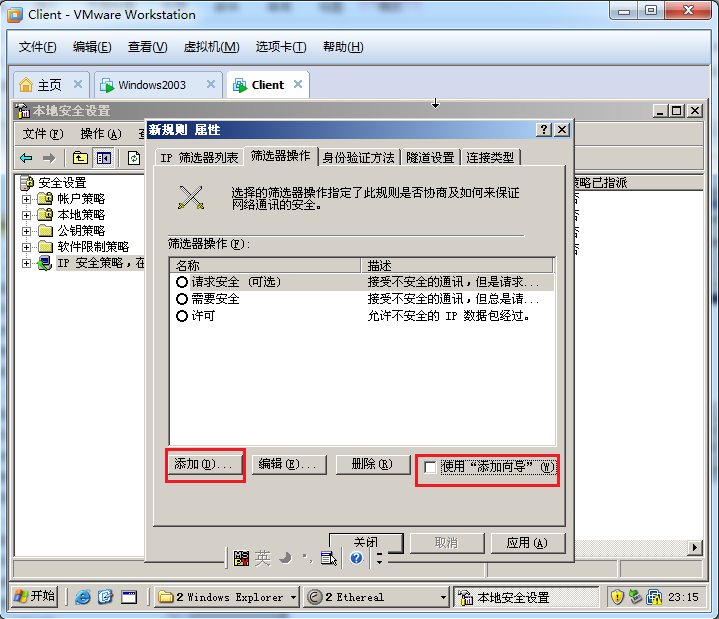 Client - VMware Workstation
文件(F) 编辑(E) 查看(V) 虚拟机(M) 选项卡(T) 帮助(H)
主页 Windows2003 Client
本地安全设置
文件(F) 操作(A)
新规则 属性
IP 筛选器列表 筛选器操作 身份验证方法 隧道设置 连接类型
选择的筛选器操作指定了此规则是否协商及如何来保证
网络通讯的安全。
安全设置
帐户策略
本地策略
公钥策略
软件限制策略
IP 安全策略，在
策略已指派
否
否
否
否
筛选器操作(F):
名称 描述
请求安全 (可选) 接受不安全的通讯，但是请求...
需要安全 接受不安全的通讯，但总是请...
许可 允许不安全的 IP 数据包经过。
添加(D)... 编辑(E)... 删除(R) 使用“添加向导”(W)
关闭 取消 应用(A)
英
开始 2 Windows Explorer 2 Ethereal 本地安全设置 23:15